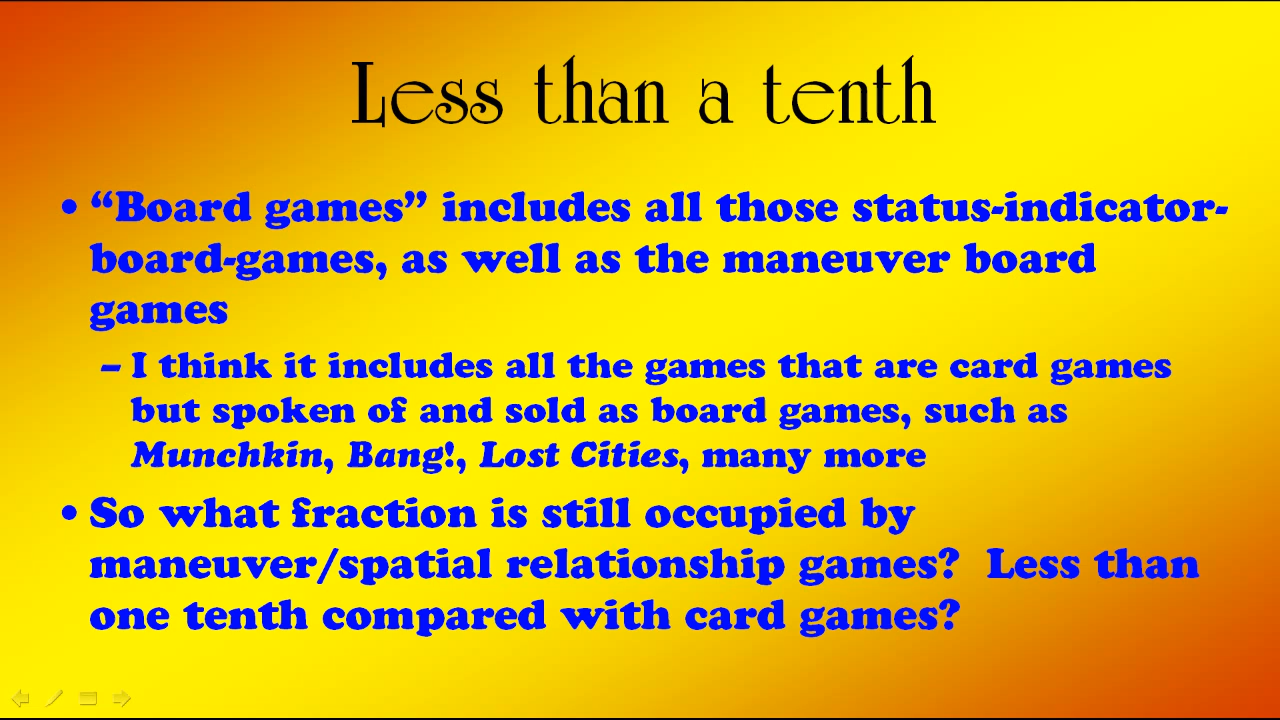 Less than a tenth
• “Board games” includes all those status-indicator-
board-games, as well as the maneuver board
games
– I think it includes all the games that are card games
but spoken of and sold as board games, such as
Munchkin, Bang!, Lost Cities, many more
• So what fraction is still occupied by
maneuver/spatial relationship games?  Less than
one tenth compared with card games?